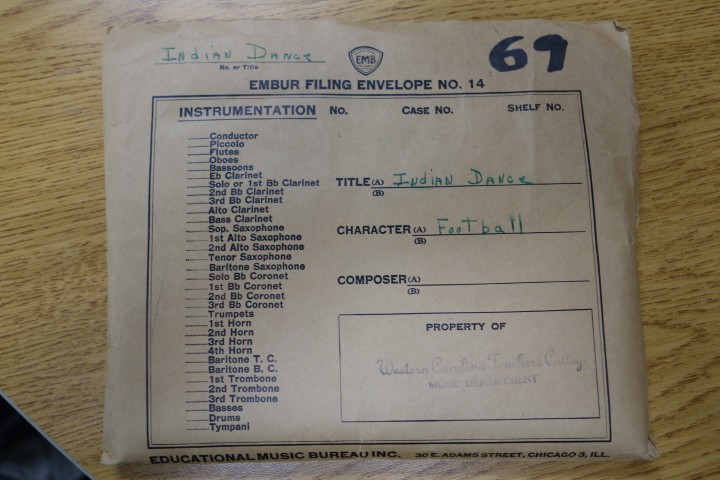 Indian Dance
No. or Title
EMB
69
EMBUR FILING ENVELOPE NO. 14
INSTRUMENTATION NO. CASE NO. SHELF NO.
Conductor
Piccolo
Flutes
Oboes
Bassoons
Eb Clarinet
Solo or 1st Bb Clarinet
2nd Bb Clarinet
3rd Bb Clarinet
Alto Clarinet
Bass Clarinet
Sop. Saxophone
1st Alto Saxophone
2nd Alto Saxophone
Tenor Saxophone
Baritone Saxophone
Solo Bb Coronet
1st Bb Coronet
2nd Bb Coronet
3rd Bb Coronet
Trumpets
1st Horn
2nd Horn
3rd Horn
4th Horn
Baritone T. C.
Baritone B. C.
1st Trombone
2nd Trombone
3rd Trombone
Basses
Drums
Tympani
TITLE (A) Indian Dance
(B)
CHARACTER (A) Football
(B)
COMPOSER (A)
(B)
PROPERTY OF
Western Carolina Teachers College
MUSIC DEPARTMENT
EDUCATIONAL MUSIC BUREAU INC. 30 E. ADAMS STREET, CHICAGO 3, ILL.